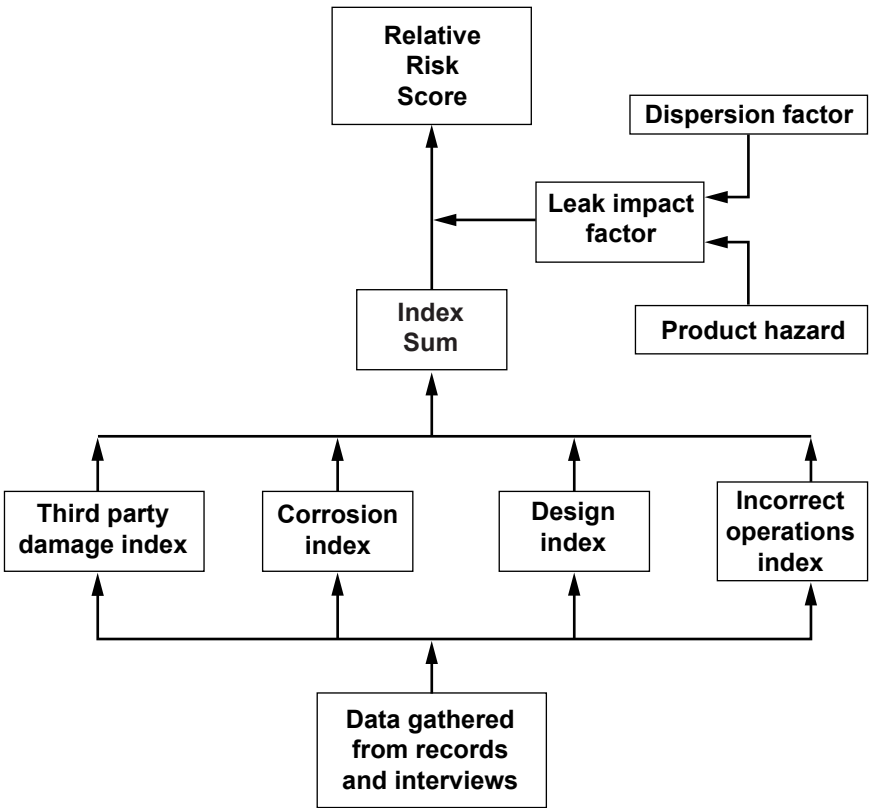 Relative
Risk
Score
Dispersion factor
Leak impact
factor
Product hazard
Index
Sum
Third party
damage index
Corrosion
index
Design
index
Incorrect
operations
index
Data gathered
from records
and interviews